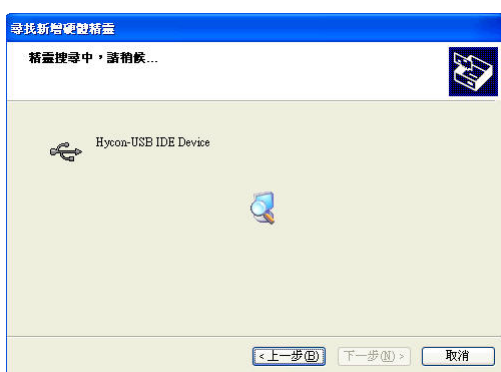 尋找新增硬體精靈
精靈搜尋中，請稍候...
Hycon-USB IDE Device
<上一步(B)
下一步(N)>
取消